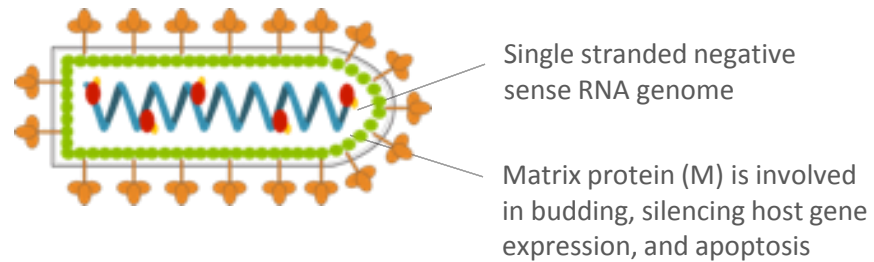 Single stranded negative
sense RNA genome
Matrix protein (M) is involved
in budding, silencing host gene
expression, and apoptosis